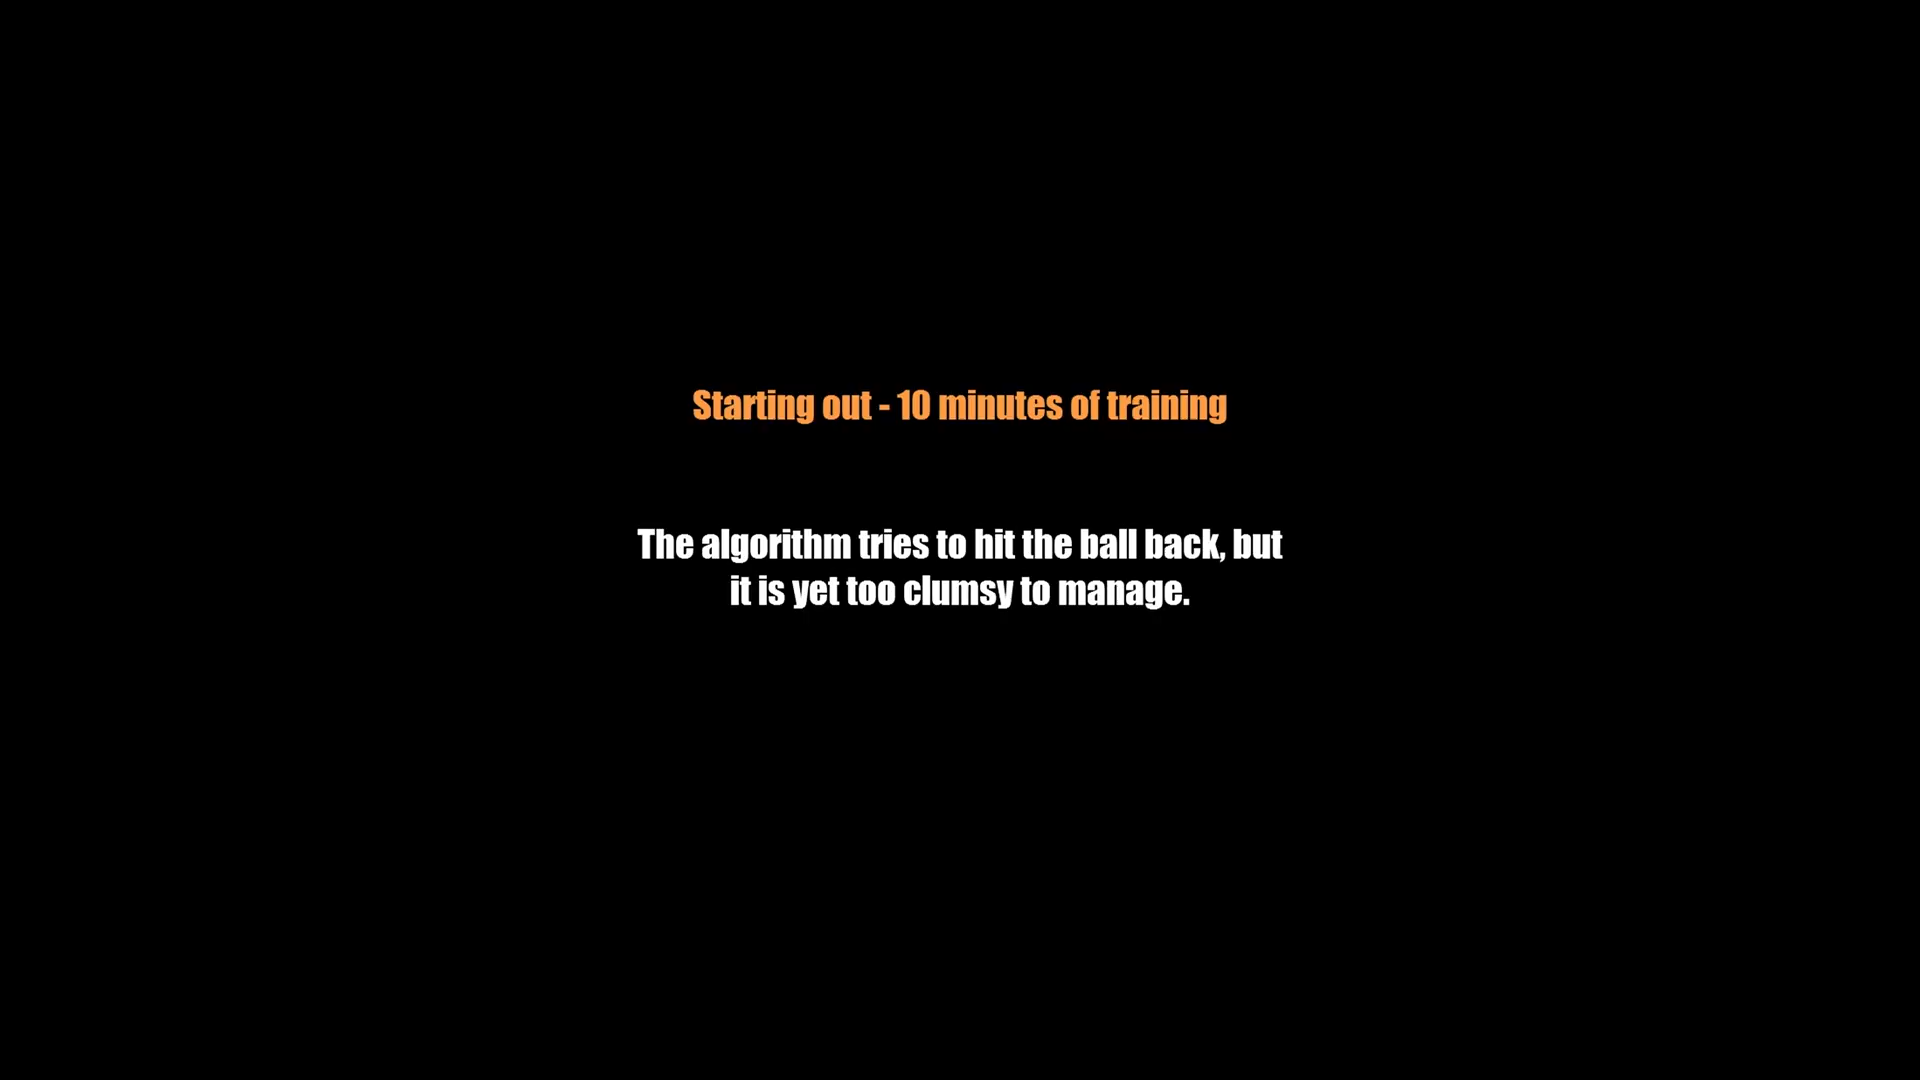 Starting out - 10 minutes of training
The algorithm tries to hit the ball back, but
it is yet too clumsy to manage.